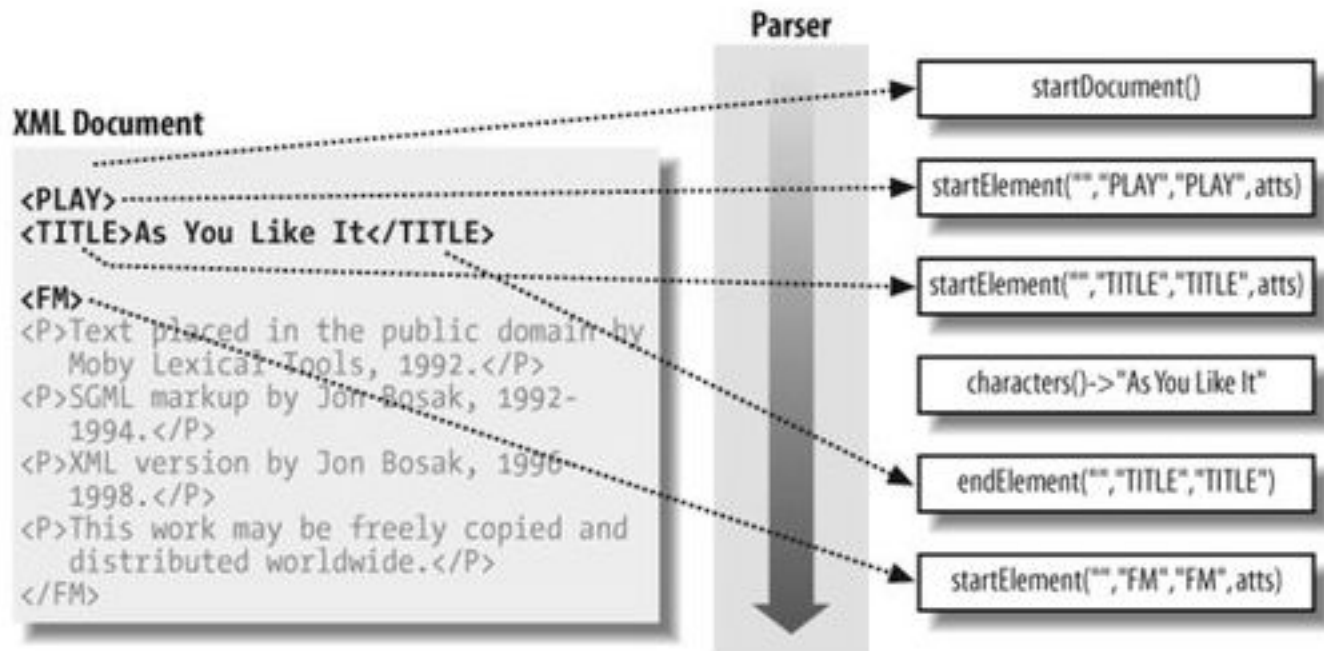 Parser
startDocument()
XML Document
<PLAY>
<TITLE>As You Like It</TITLE>
<FM>
<P>Text placed in the public domain by
Moby Lexical Tools, 1992.</P>
<P>SGML markup by Jon Bosak, 1992-
1994.</P>
<P>XML version by Jon Bosak, 1996-
1998.</P>
<P>This work may be freely copied and
distributed worldwide.</P>
</FM>
startElement("","PLAY","PLAY",atts)
startElement("","TITLE","TITLE",atts)
characters()->"As You Like It"
endElement("","TITLE","TITLE")
startElement("","FM","FM",atts)